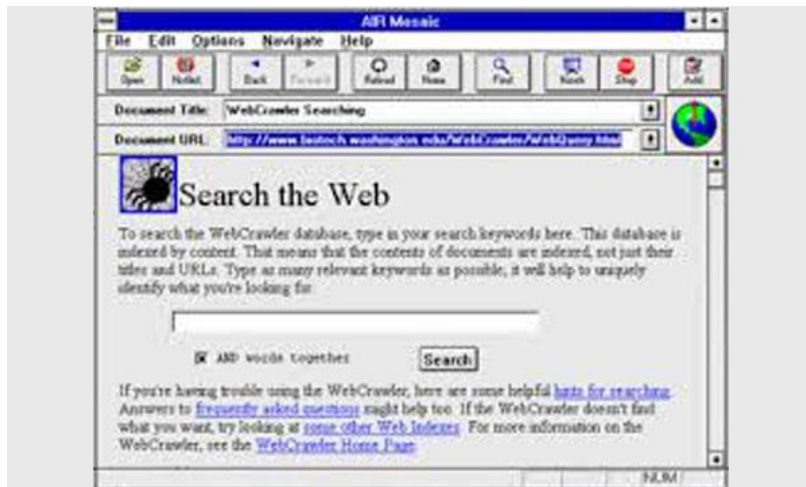 AIR Mosaic
File Edit Options Navigate Help
Open Hotlist Back Forward Reload Home Find Kiosk Stop Add
Document Title: WebCrawler Searching
Document URL: http://www.biotech.washington.edu/WebCrawler/WebQuery.html
Search the Web
To search the WebCrawler database, type in your search keywords here. This database is
indexed by content. That means that the contents of documents are indexed, not just their
titles and URLs. Type as many relevant keywords as possible; it will help to uniquely
identify what you're looking for.
AND words together Search
If you're having trouble using the WebCrawler, here are some helpful hints for searching.
Answers to frequently asked questions might help too. If the WebCrawler doesn't find
what you want, try looking at some other Web Indexes. For more information on the
WebCrawler, see the WebCrawler Home Page.
NUM